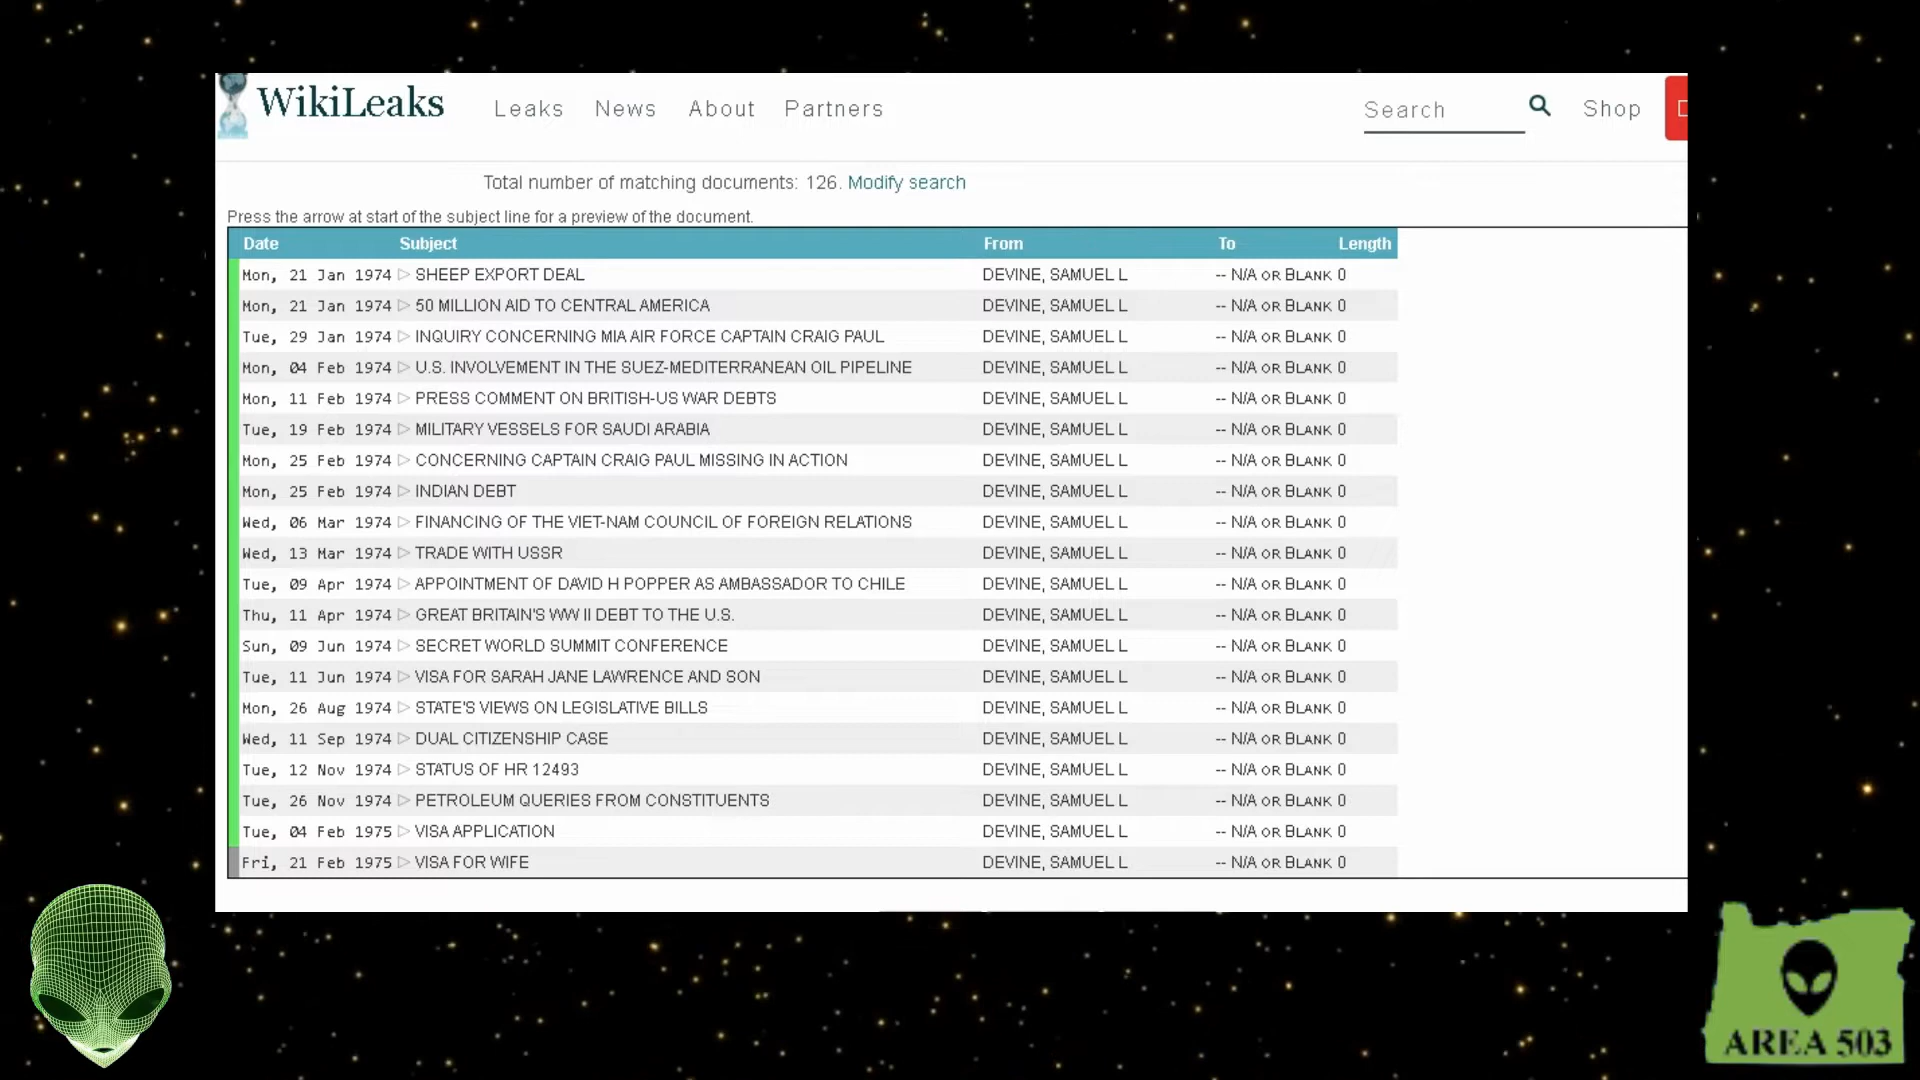 WikiLeaks Leaks News About Partners Search Shop
Total number of matching documents: 126. Modify search
Press the arrow at start of the subject line for a preview of the document.
Date Subject From To Length
Mon, 21 Jan 1974 SHEEP EXPORT DEAL DEVINE, SAMUEL L -- N/A OR BLANK 0
Mon, 21 Jan 1974 50 MILLION AID TO CENTRAL AMERICA DEVINE, SAMUEL L -- N/A OR BLANK 0
Tue, 29 Jan 1974 INQUIRY CONCERNING MIA AIR FORCE CAPTAIN CRAIG PAUL DEVINE, SAMUEL L -- N/A OR BLANK 0
Mon, 04 Feb 1974 U.S. INVOLVEMENT IN THE SUEZ-MEDITERRANEAN OIL PIPELINE DEVINE, SAMUEL L -- N/A OR BLANK 0
Mon, 11 Feb 1974 PRESS COMMENT ON BRITISH-US WAR DEBTS DEVINE, SAMUEL L -- N/A OR BLANK 0
Tue, 19 Feb 1974 MILITARY VESSELS FOR SAUDI ARABIA DEVINE, SAMUEL L -- N/A OR BLANK 0
Mon, 25 Feb 1974 CONCERNING CAPTAIN CRAIG PAUL MISSING IN ACTION DEVINE, SAMUEL L -- N/A OR BLANK 0
Mon, 25 Feb 1974 INDIAN DEBT DEVINE, SAMUEL L -- N/A OR BLANK 0
Wed, 06 Mar 1974 FINANCING OF THE VIET-NAM COUNCIL OF FOREIGN RELATIONS DEVINE, SAMUEL L -- N/A OR BLANK 0
Wed, 13 Mar 1974 TRADE WITH USSR DEVINE, SAMUEL L -- N/A OR BLANK 0
Tue, 09 Apr 1974 APPOINTMENT OF DAVID H POPPER AS AMBASSADOR TO CHILE DEVINE, SAMUEL L -- N/A OR BLANK 0
Thu, 11 Apr 1974 GREAT BRITAIN'S WW II DEBT TO THE U.S. DEVINE, SAMUEL L -- N/A OR BLANK 0
Sun, 09 Jun 1974 SECRET WORLD SUMMIT CONFERENCE DEVINE, SAMUEL L -- N/A OR BLANK 0
Tue, 11 Jun 1974 VISA FOR SARAH JANE LAWRENCE AND SON DEVINE, SAMUEL L -- N/A OR BLANK 0
Mon, 26 Aug 1974 STATE'S VIEWS ON LEGISLATIVE BILLS DEVINE, SAMUEL L -- N/A OR BLANK 0
Wed, 11 Sep 1974 DUAL CITIZENSHIP CASE DEVINE, SAMUEL L -- N/A OR BLANK 0
Tue, 12 Nov 1974 STATUS OF HR 12493 DEVINE, SAMUEL L -- N/A OR BLANK 0
Tue, 26 Nov 1974 PETROLEUM QUERIES FROM CONSTITUENTS DEVINE, SAMUEL L -- N/A OR BLANK 0
Tue, 04 Feb 1975 VISA APPLICATION DEVINE, SAMUEL L -- N/A OR BLANK 0
Fri, 21 Feb 1975 VISA FOR WIFE DEVINE, SAMUEL L -- N/A OR BLANK 0
AREA 503